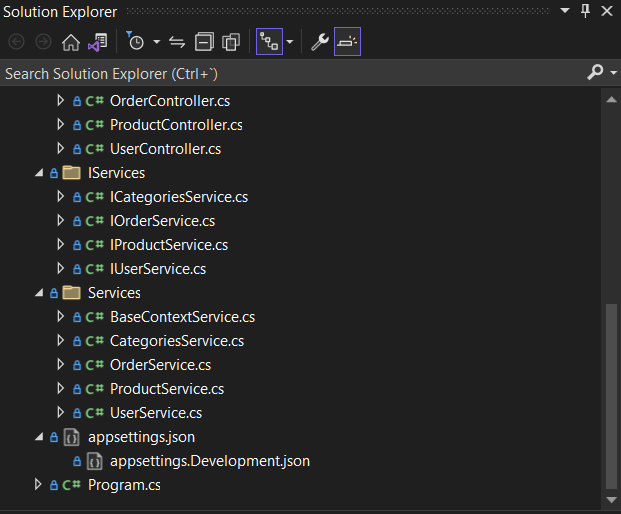 Solution Explorer
Search Solution Explorer (Ctrl+`)
C# OrderController.cs
C# ProductController.cs
C# UserController.cs
IServices
C# ICategoriesService.cs
C# IOrderService.cs
C# IProductService.cs
C# IUserService.cs
Services
C# BaseContextService.cs
C# CategoriesService.cs
C# OrderService.cs
C# ProductService.cs
C# UserService.cs
appsettings.json
appsettings.Development.json
C# Program.cs